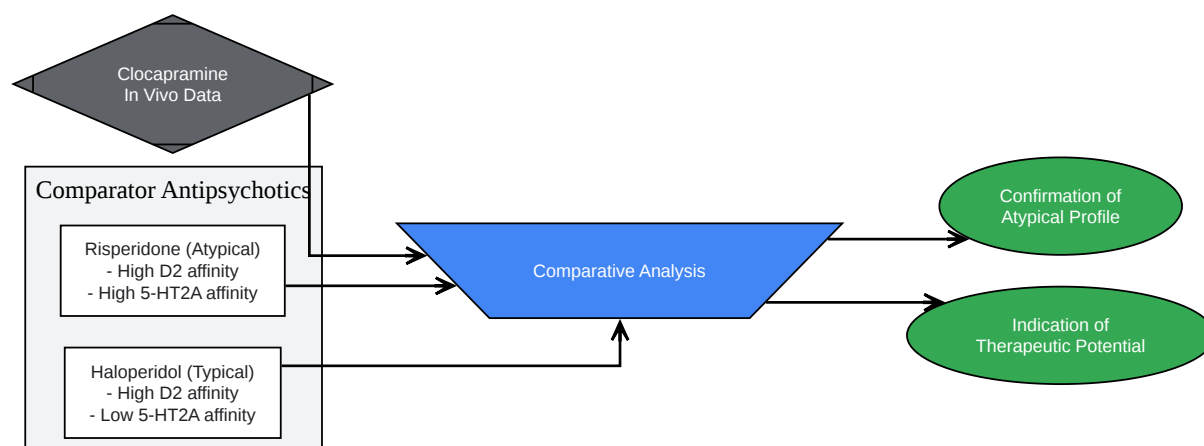 Clocapramine
In Vivo Data
Comparator Antipsychotics
Risperidone (Atypical)
- High D2 affinity
- High 5-HT2A affinity
Haloperidol (Typical)
- High D2 affinity
- Low 5-HT2A affinity
Comparative Analysis
Confirmation of
Atypical Profile
Indication of
Therapeutic Potential